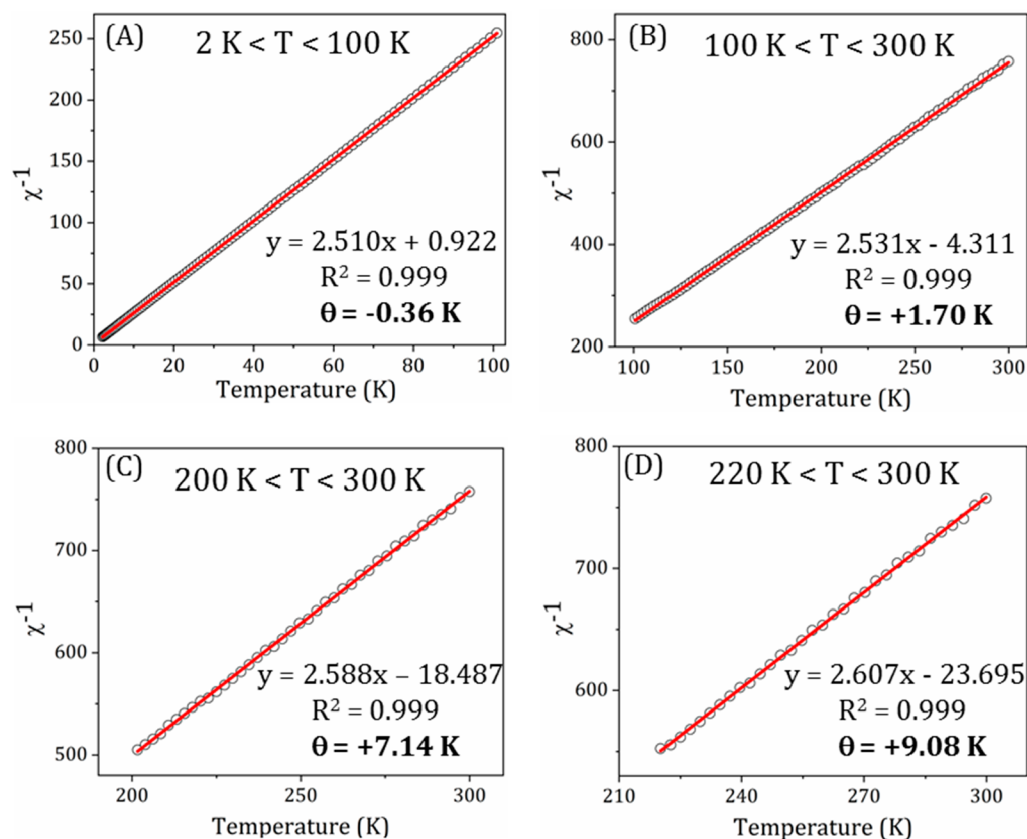 (A)
2 K < T < 100 K
250
200
150
100
50
0
χ⁻¹
y = 2.510x + 0.922
R² = 0.999
θ = -0.36 K
0 20 40 60 80 100
Temperature (K)
(B)
100 K < T < 300 K
800
600
400
200
χ⁻¹
y = 2.531x - 4.311
R² = 0.999
θ = +1.70 K
100 150 200 250 300
Temperature (K)
(C)
200 K < T < 300 K
800
700
600
500
χ⁻¹
y = 2.588x – 18.487
R² = 0.999
θ = +7.14 K
200 250 300
Temperature (K)
(D)
220 K < T < 300 K
800
700
600
χ⁻¹
y = 2.607x - 23.695
R² = 0.999
θ = +9.08 K
210 240 270 300
Temperature (K)